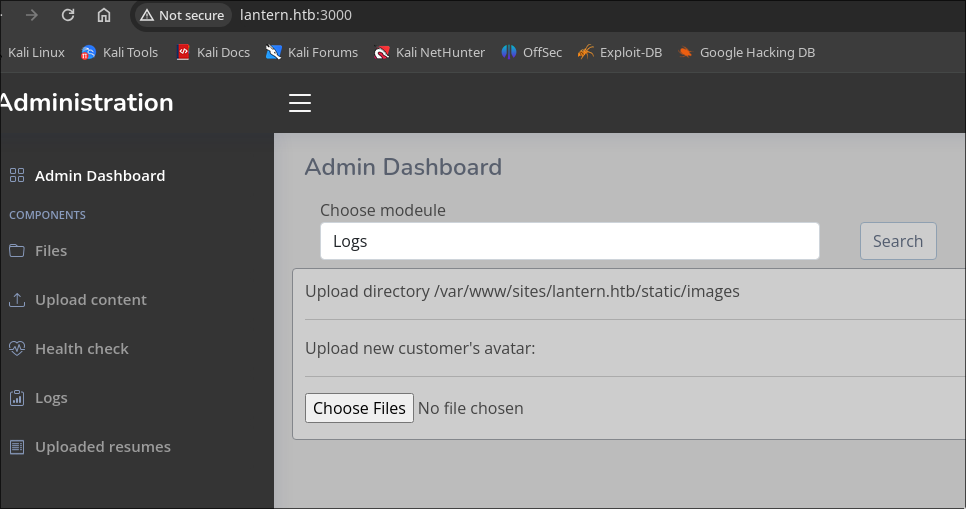 Not secure lantern.htb:3000
Kali Linux Kali Tools Kali Docs Kali Forums Kali NetHunter OffSec Exploit-DB Google Hacking DB
Administration
Admin Dashboard
COMPONENTS
Files
Upload content
Health check
Logs
Uploaded resumes
Admin Dashboard
Choose modeule
Logs Search
Upload directory /var/www/sites/lantern.htb/static/images
Upload new customer's avatar:
Choose Files No file chosen